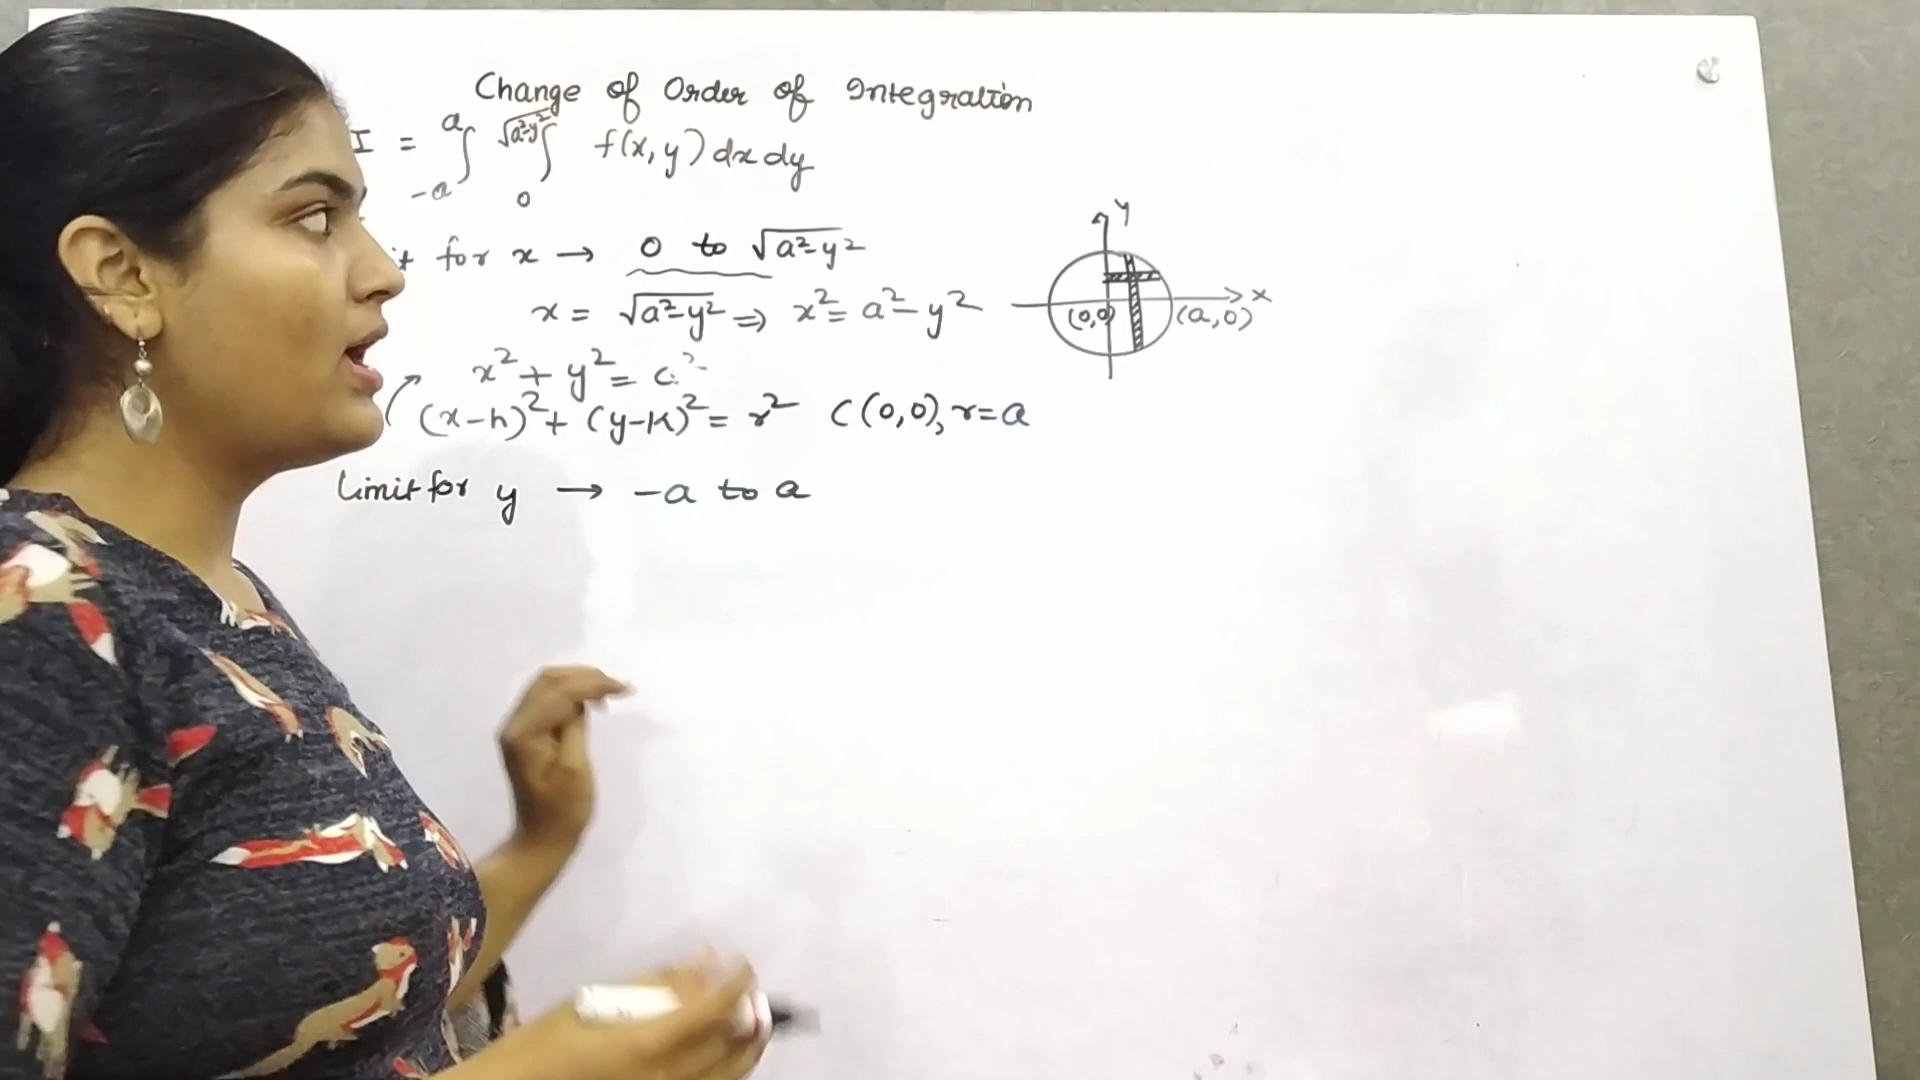 Change of Order of Integration
I = a∫-a √a²-y²∫0 f(x,y) dx dy
for x → 0 to √a²-y²
x = √a²-y² ⇒ x² = a² - y²
x² + y² =
(x-h)² + (y-k)² = r² C(0,0), r=a
Limit for y → -a to a
Y
X
(0,0)
(a,0)